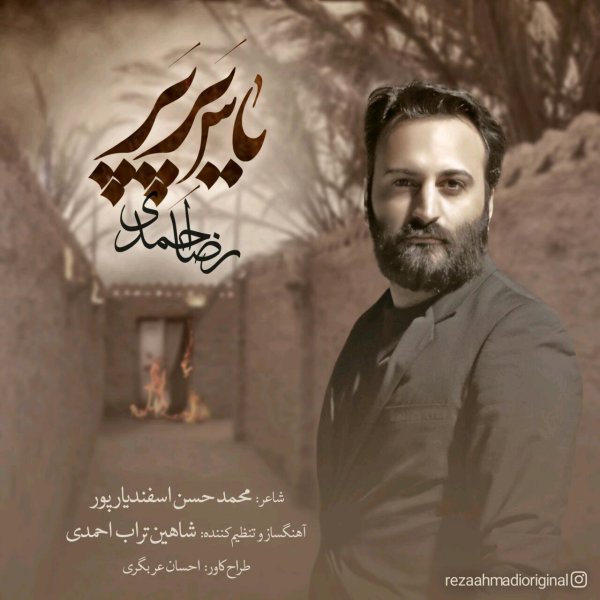 یاس پرپر
رضا احمدی
شاعر: محمد حسن اسفندیارپور
آهنگساز و تنظیم کننده: شاهین تراب احمدی
طراح کاور: احسان عربگری
rezaahmadioriginal